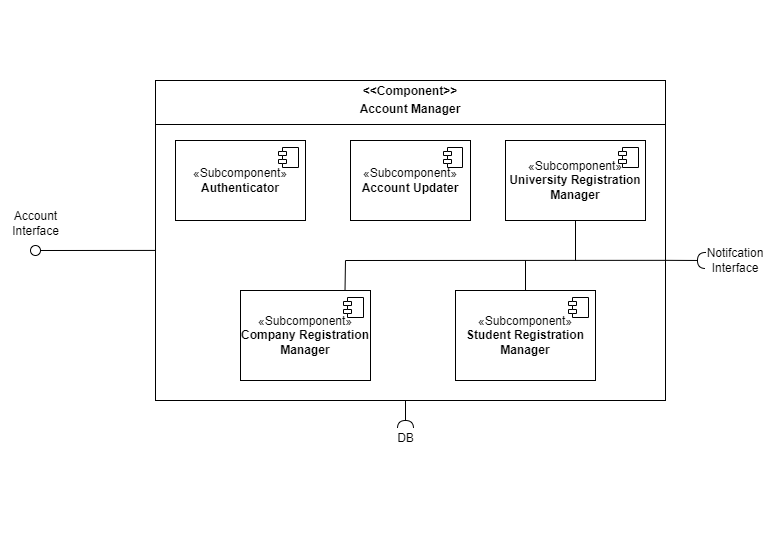 <<Component>>
Account Manager
«Subcomponent»
Authenticator
«Subcomponent»
Account Updater
«Subcomponent»
University Registration
Manager
Account
Interface
Notifcation
Interface
«Subcomponent»
Company Registration
Manager
«Subcomponent»
Student Registration
Manager
DB